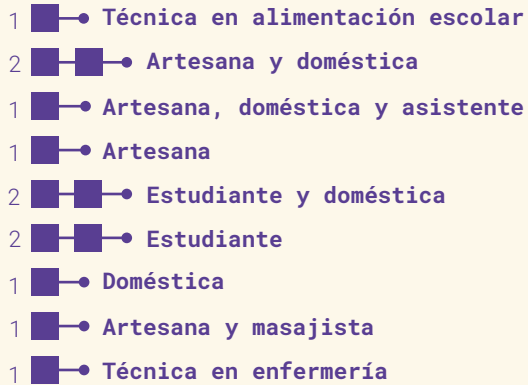 1 Técnica en alimentación escolar
2 Artesana y doméstica
1 Artesana, doméstica y asistente
1 Artesana
2 Estudiante y doméstica
2 Estudiante
1 Doméstica
1 Artesana y masajista
1 Técnica en enfermería